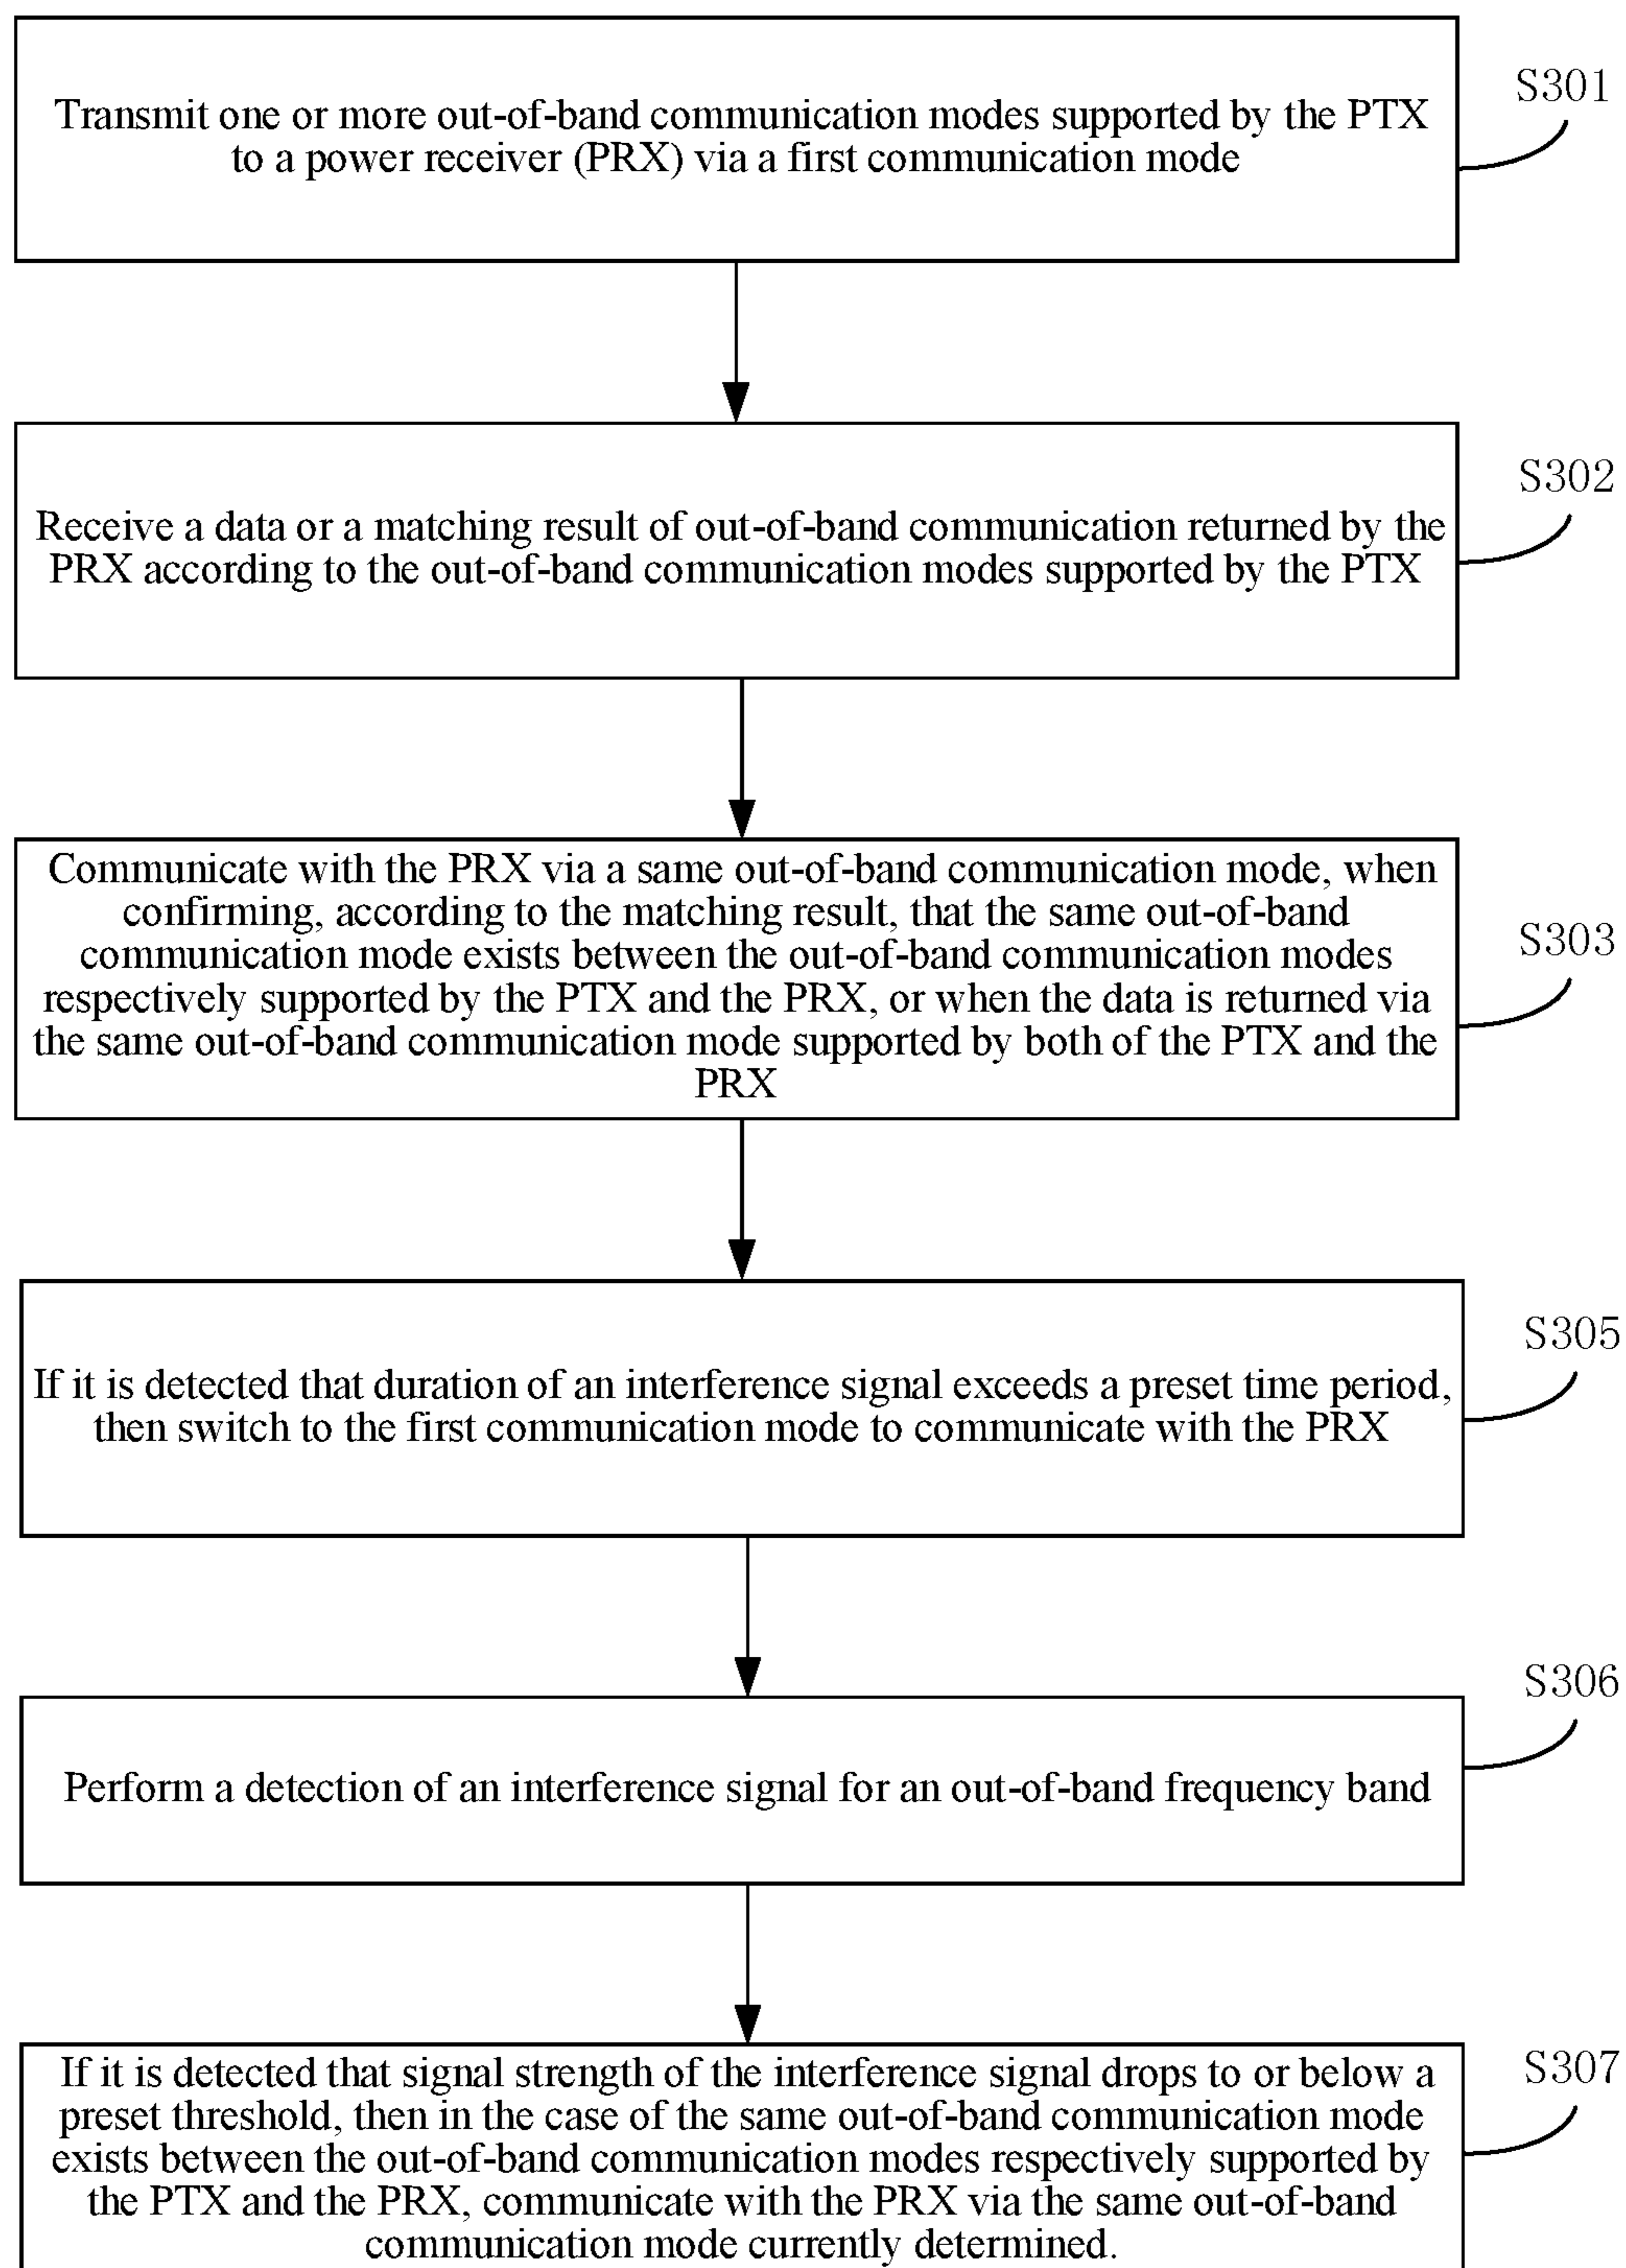 Transmit one or more out-of-band communication modes supported by the PTX
to a power receiver (PRX) via a first communication mode
S301
Receive a data or a matching result of out-of-band communication returned by the
PRX according to the out-of-band communication modes supported by the PTX
S302
Communicate with the PRX via a same out-of-band communication mode, when
confirming, according to the matching result, that the same out-of-band
communication mode exists between the out-of-band communication modes
respectively supported by the PTX and the PRX, or when the data is returned via
the same out-of-band communication mode supported by both of the PTX and the
PRX
S303
If it is detected that duration of an interference signal exceeds a preset time period,
then switch to the first communication mode to communicate with the PRX
S305
Perform a detection of an interference signal for an out-of-band frequency band
S306
If it is detected that signal strength of the interference signal drops to or below a
preset threshold, then in the case of the same out-of-band communication mode
exists between the out-of-band communication modes respectively supported by
the PTX and the PRX, communicate with the PRX via the same out-of-band
communication mode currently determined.
S307